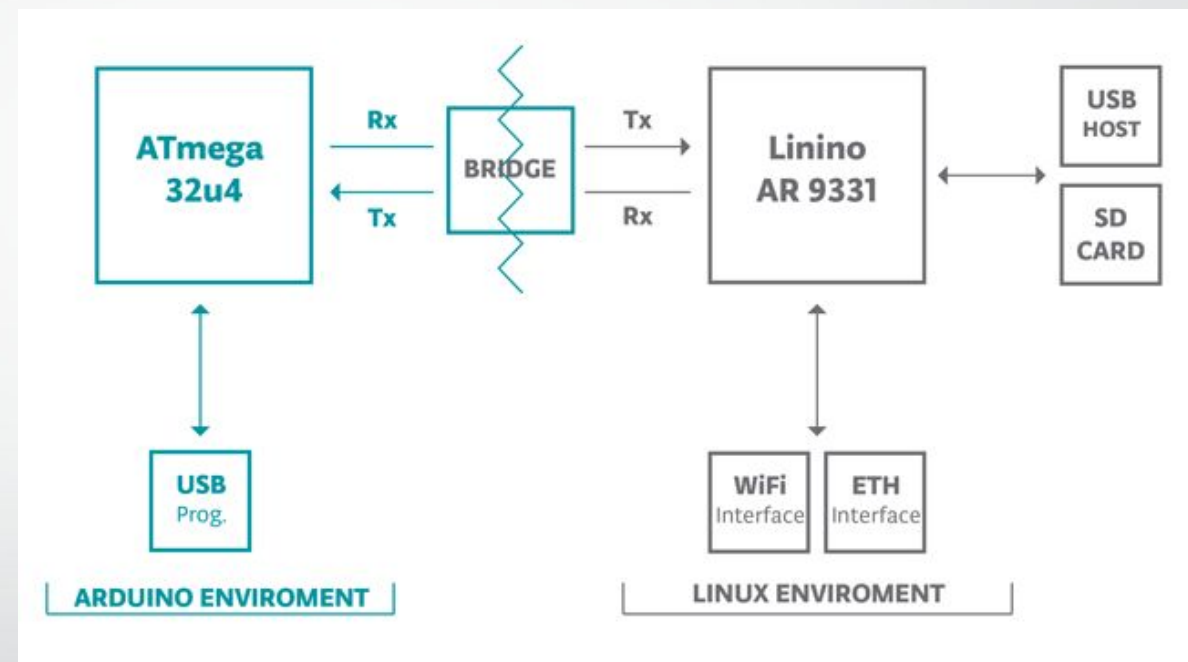 ATmega
32u4
Rx
Tx
BRIDGE
Tx
Rx
Linino
AR 9331
USB
HOST
SD
CARD
USB
Prog.
WiFi
Interface
ETH
Interface
ARDUINO ENVIROMENT
LINUX ENVIROMENT